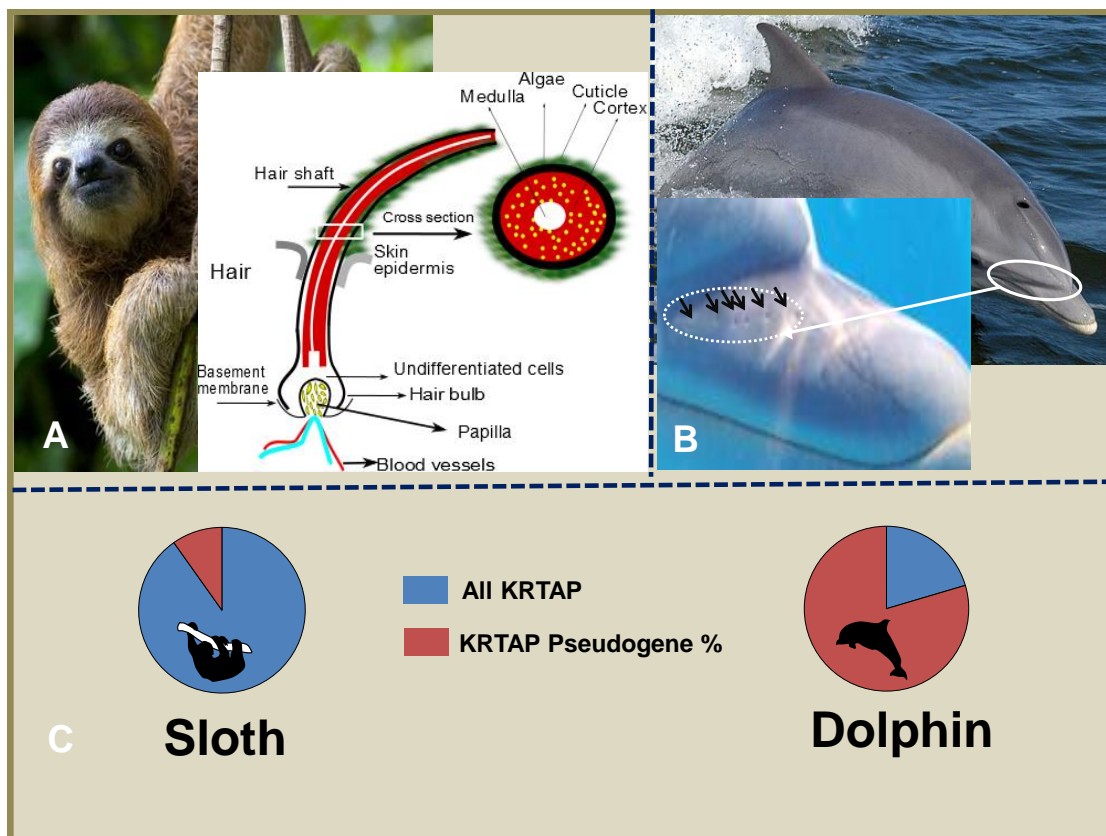 Algae
Medulla
Cuticle
Cortex
Hair shaft
Cross section
Skin
epidermis
Hair
Basement
membrane
Undifferentiated cells
Hair bulb
Papilla
Blood vessels
A
B
All KRTAP
KRTAP Pseudogene %
C
Sloth
Dolphin